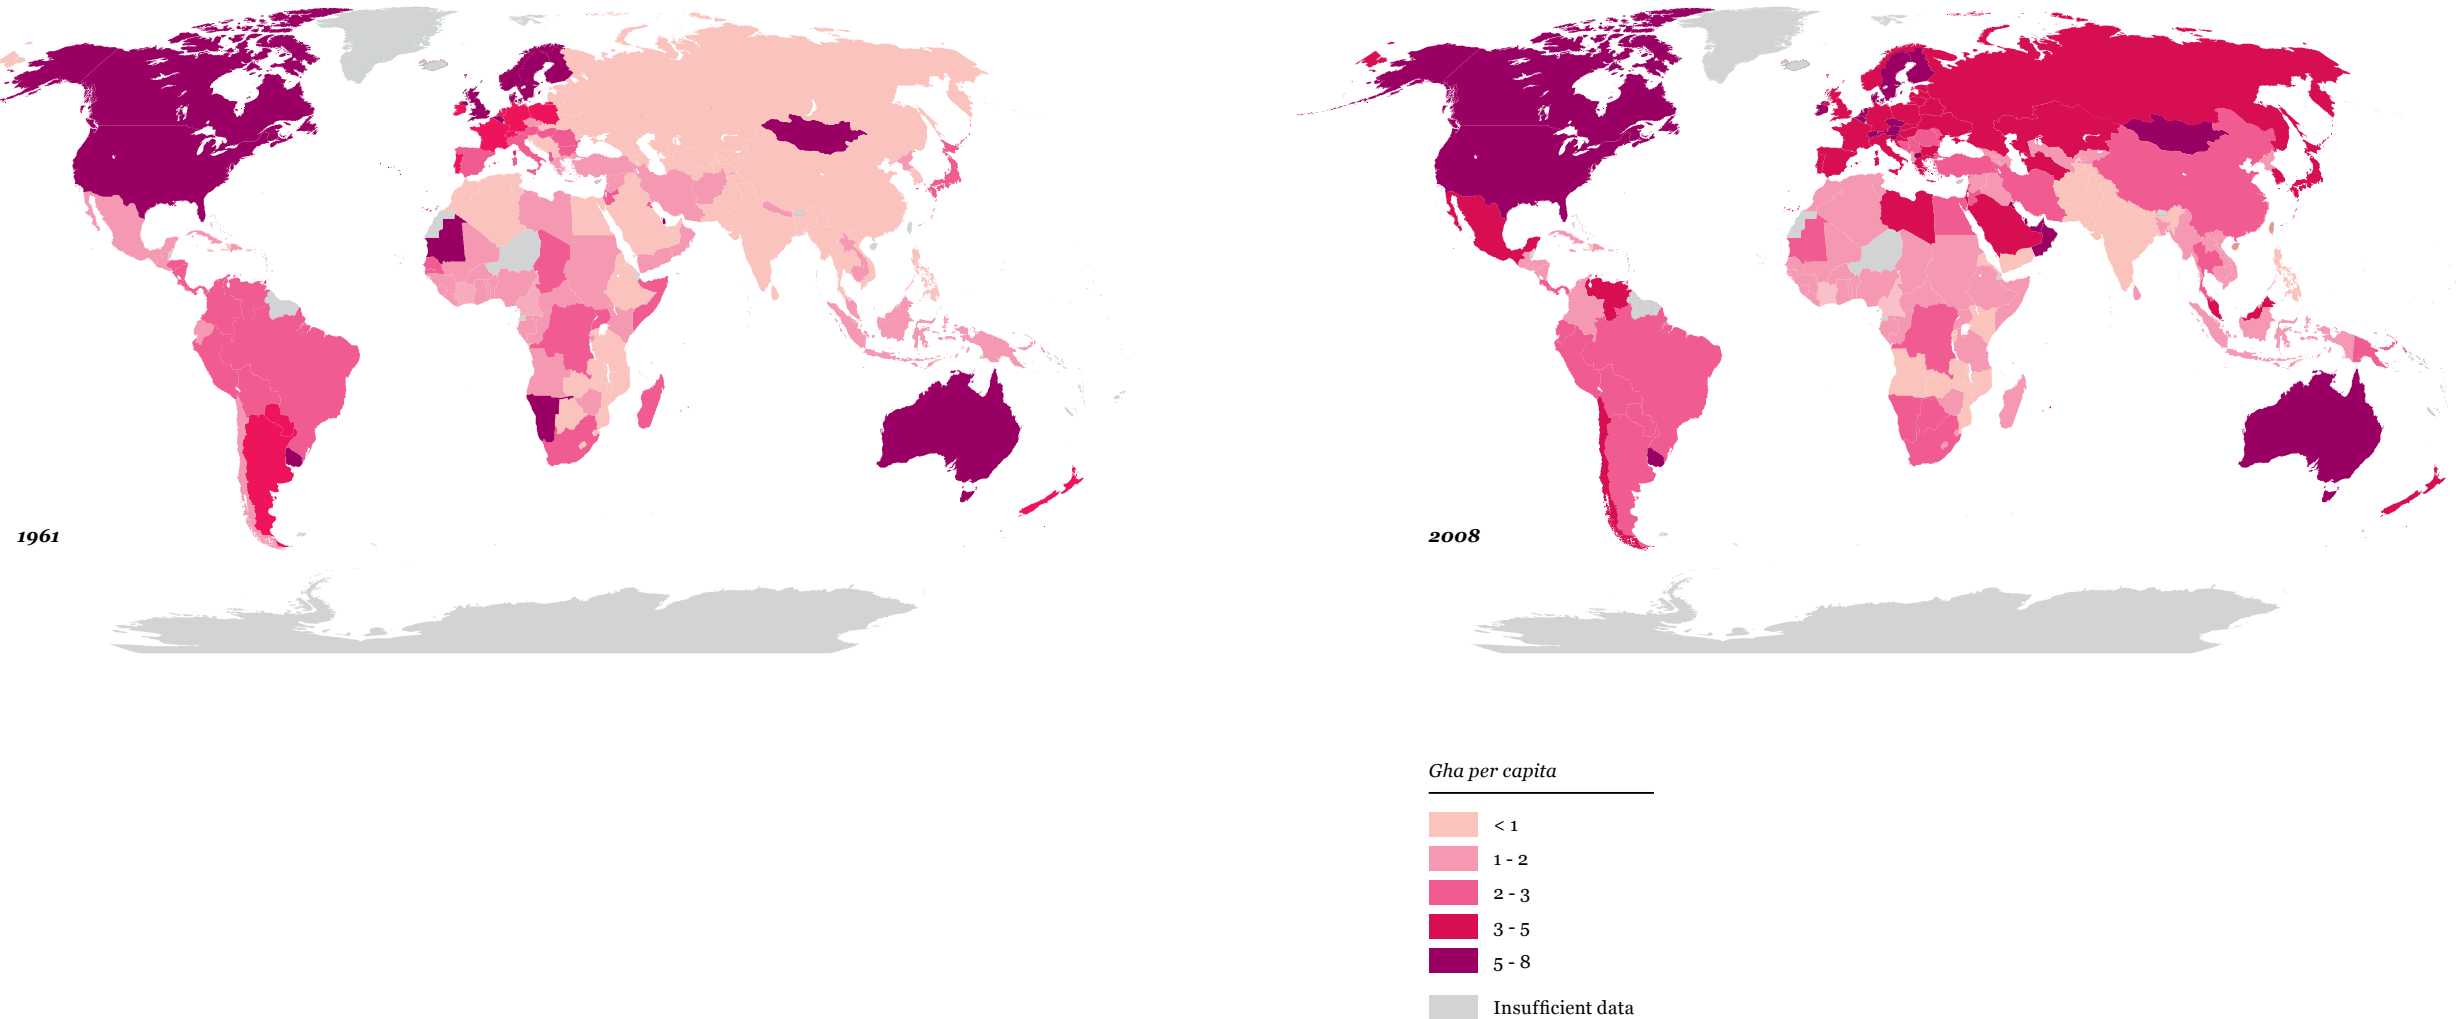 1961
2008
Gha per capita
< 1
1 - 2
2 - 3
3 - 5
5 - 8
Insufficient data